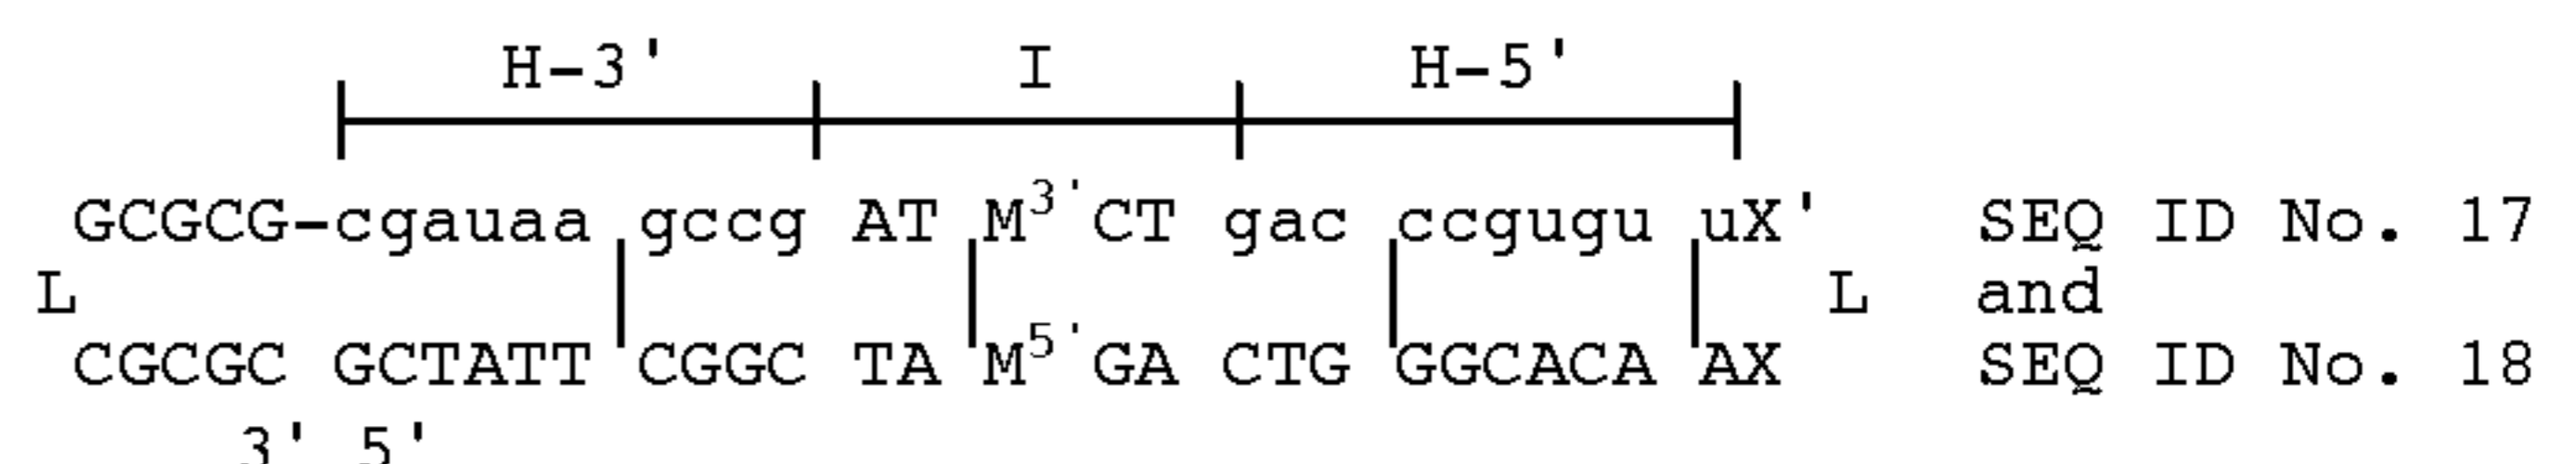 H-3' I H-5'
GCGCG-cgauaa gccg AT M3'CT gac ccgugu uX' SEQ ID No. 17
L L and
CGCGC GCTATT CGGC TA M5'GA CTG GGCACA AX SEQ ID No. 18
3' 5'